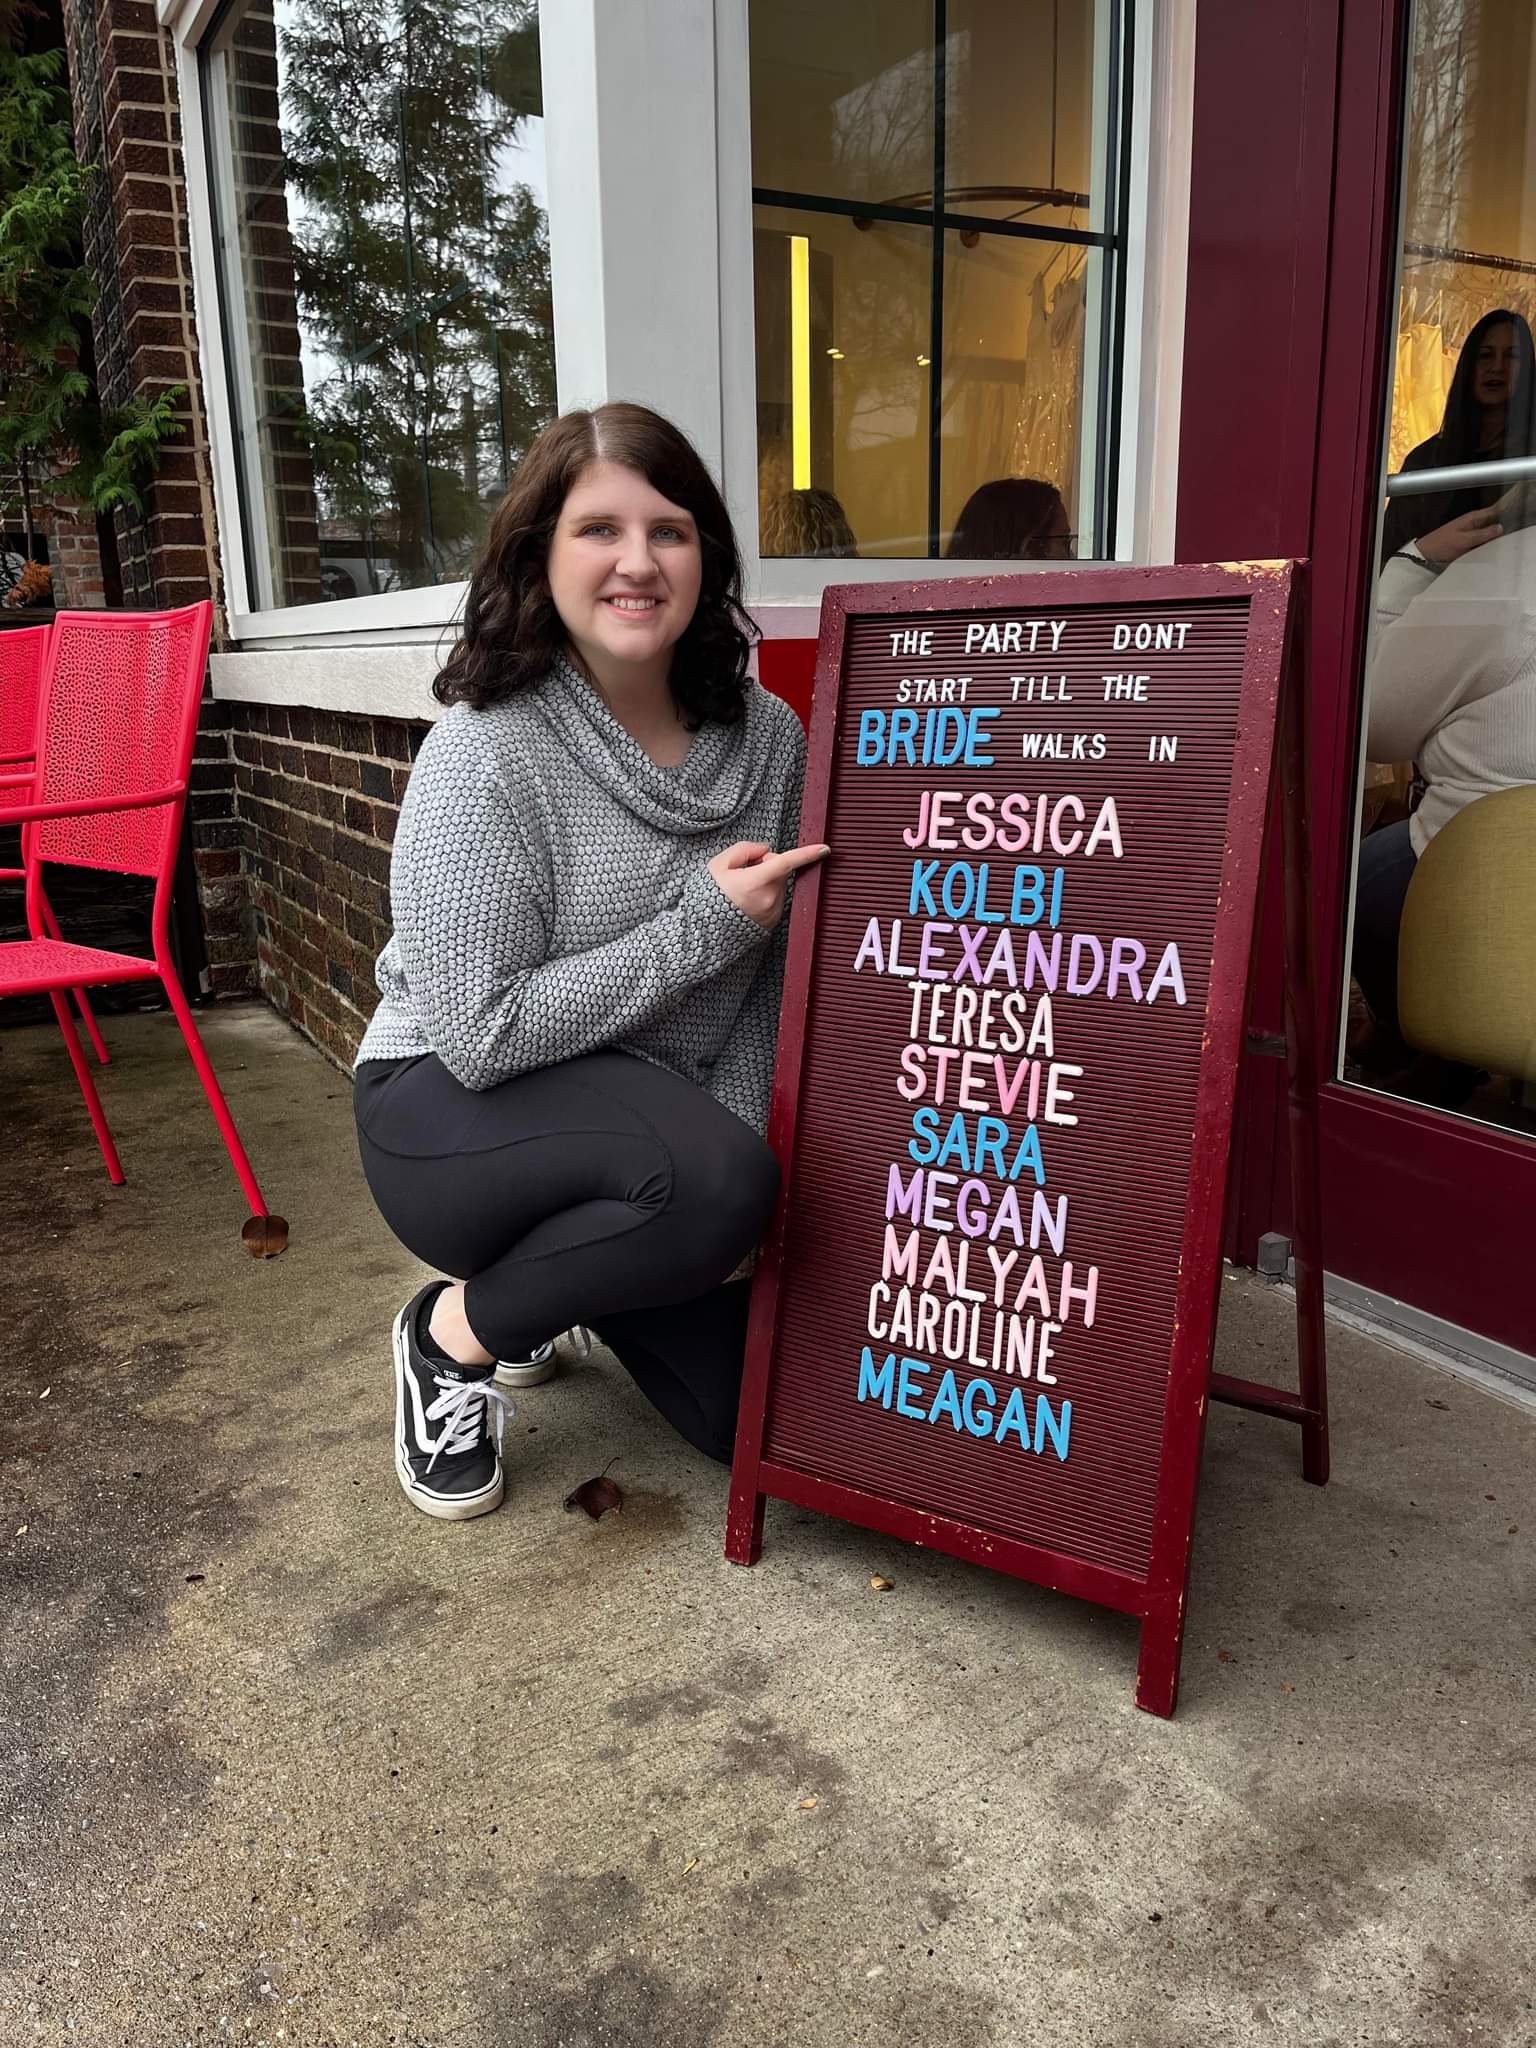 THE PARTY DONT
START TILL THE
BRIDE WALKS IN
JESSICA
KOLBI
ALEXANDRA
TERESA
STEVIE
SARA
MEGAN
MALYAH
CAROLINE
MEAGAN